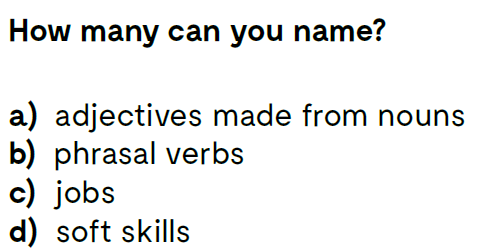 How many can you name?
a) adjectives made from nouns
b) phrasal verbs
c) jobs
d) soft skills